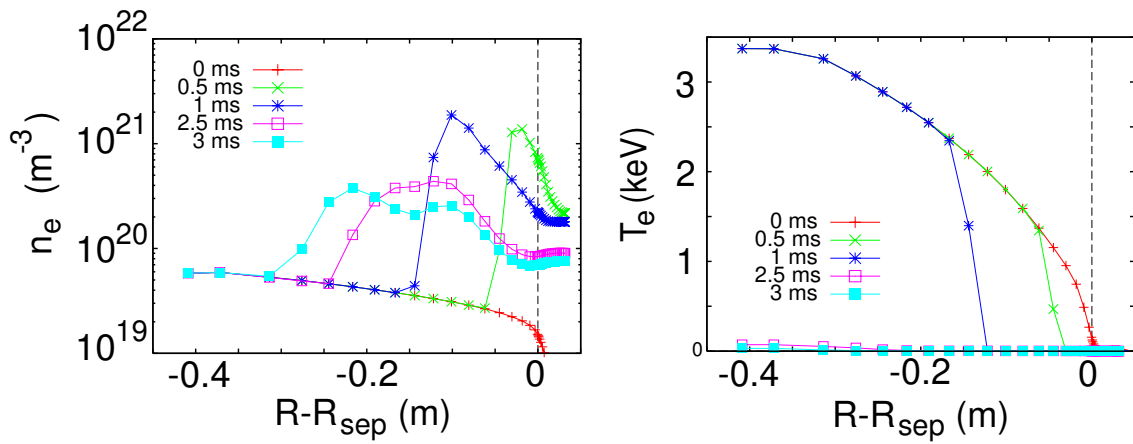 n_e (m^-3)
10^22
10^21
10^20
10^19
0 ms
0.5 ms
1 ms
2.5 ms
3 ms
-0.4
-0.2
0
R-R_sep (m)
T_e (keV)
3
2
1
0
0 ms
0.5 ms
1 ms
2.5 ms
3 ms
-0.4
-0.2
0
R-R_sep (m)